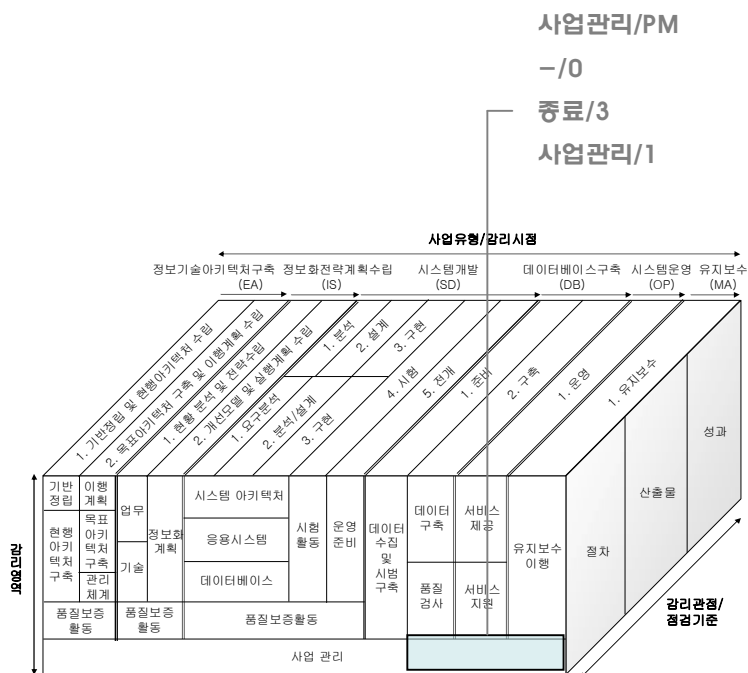 사업관리/PM
-/0
종료/3
사업관리/1
사업유형/감리시점
정보기술아키텍처구축
(EA)
정보화전략계획수립
(IS)
시스템개발
(SD)
데이터베이스구축
(DB)
시스템운영
(OP)
유지보수
(MA)
1. 기반정립 및 현행아키텍처 수립
2. 목표아키텍처 구축 및 이행계획 수립
1. 현황 분석 및 전략수립
2. 개선모델 및 실행계획 수립
1. 분석
2. 설계
3. 구현
1. 요구분석
2. 분석/설계
3. 구현
4. 시험
5. 전개
1. 준비
2. 구축
1. 운영
1. 유지보수
감리영역
기반
정립
이행
계획
현행
아키
텍처
구축
목표
아키
텍처
구축
관리
체계
품질보증
활동
업무
기술
정보화
계획
품질보증
활동
시스템 아키텍처
응용시스템
데이터베이스
시험
활동
운영
준비
품질보증활동
데이터
수집
및
시범
구축
데이터
구축
품질
검사
서비스
제공
서비스
지원
유지보수
이행
사업 관리
절차
산출물
성과
감리관점/
점검기준